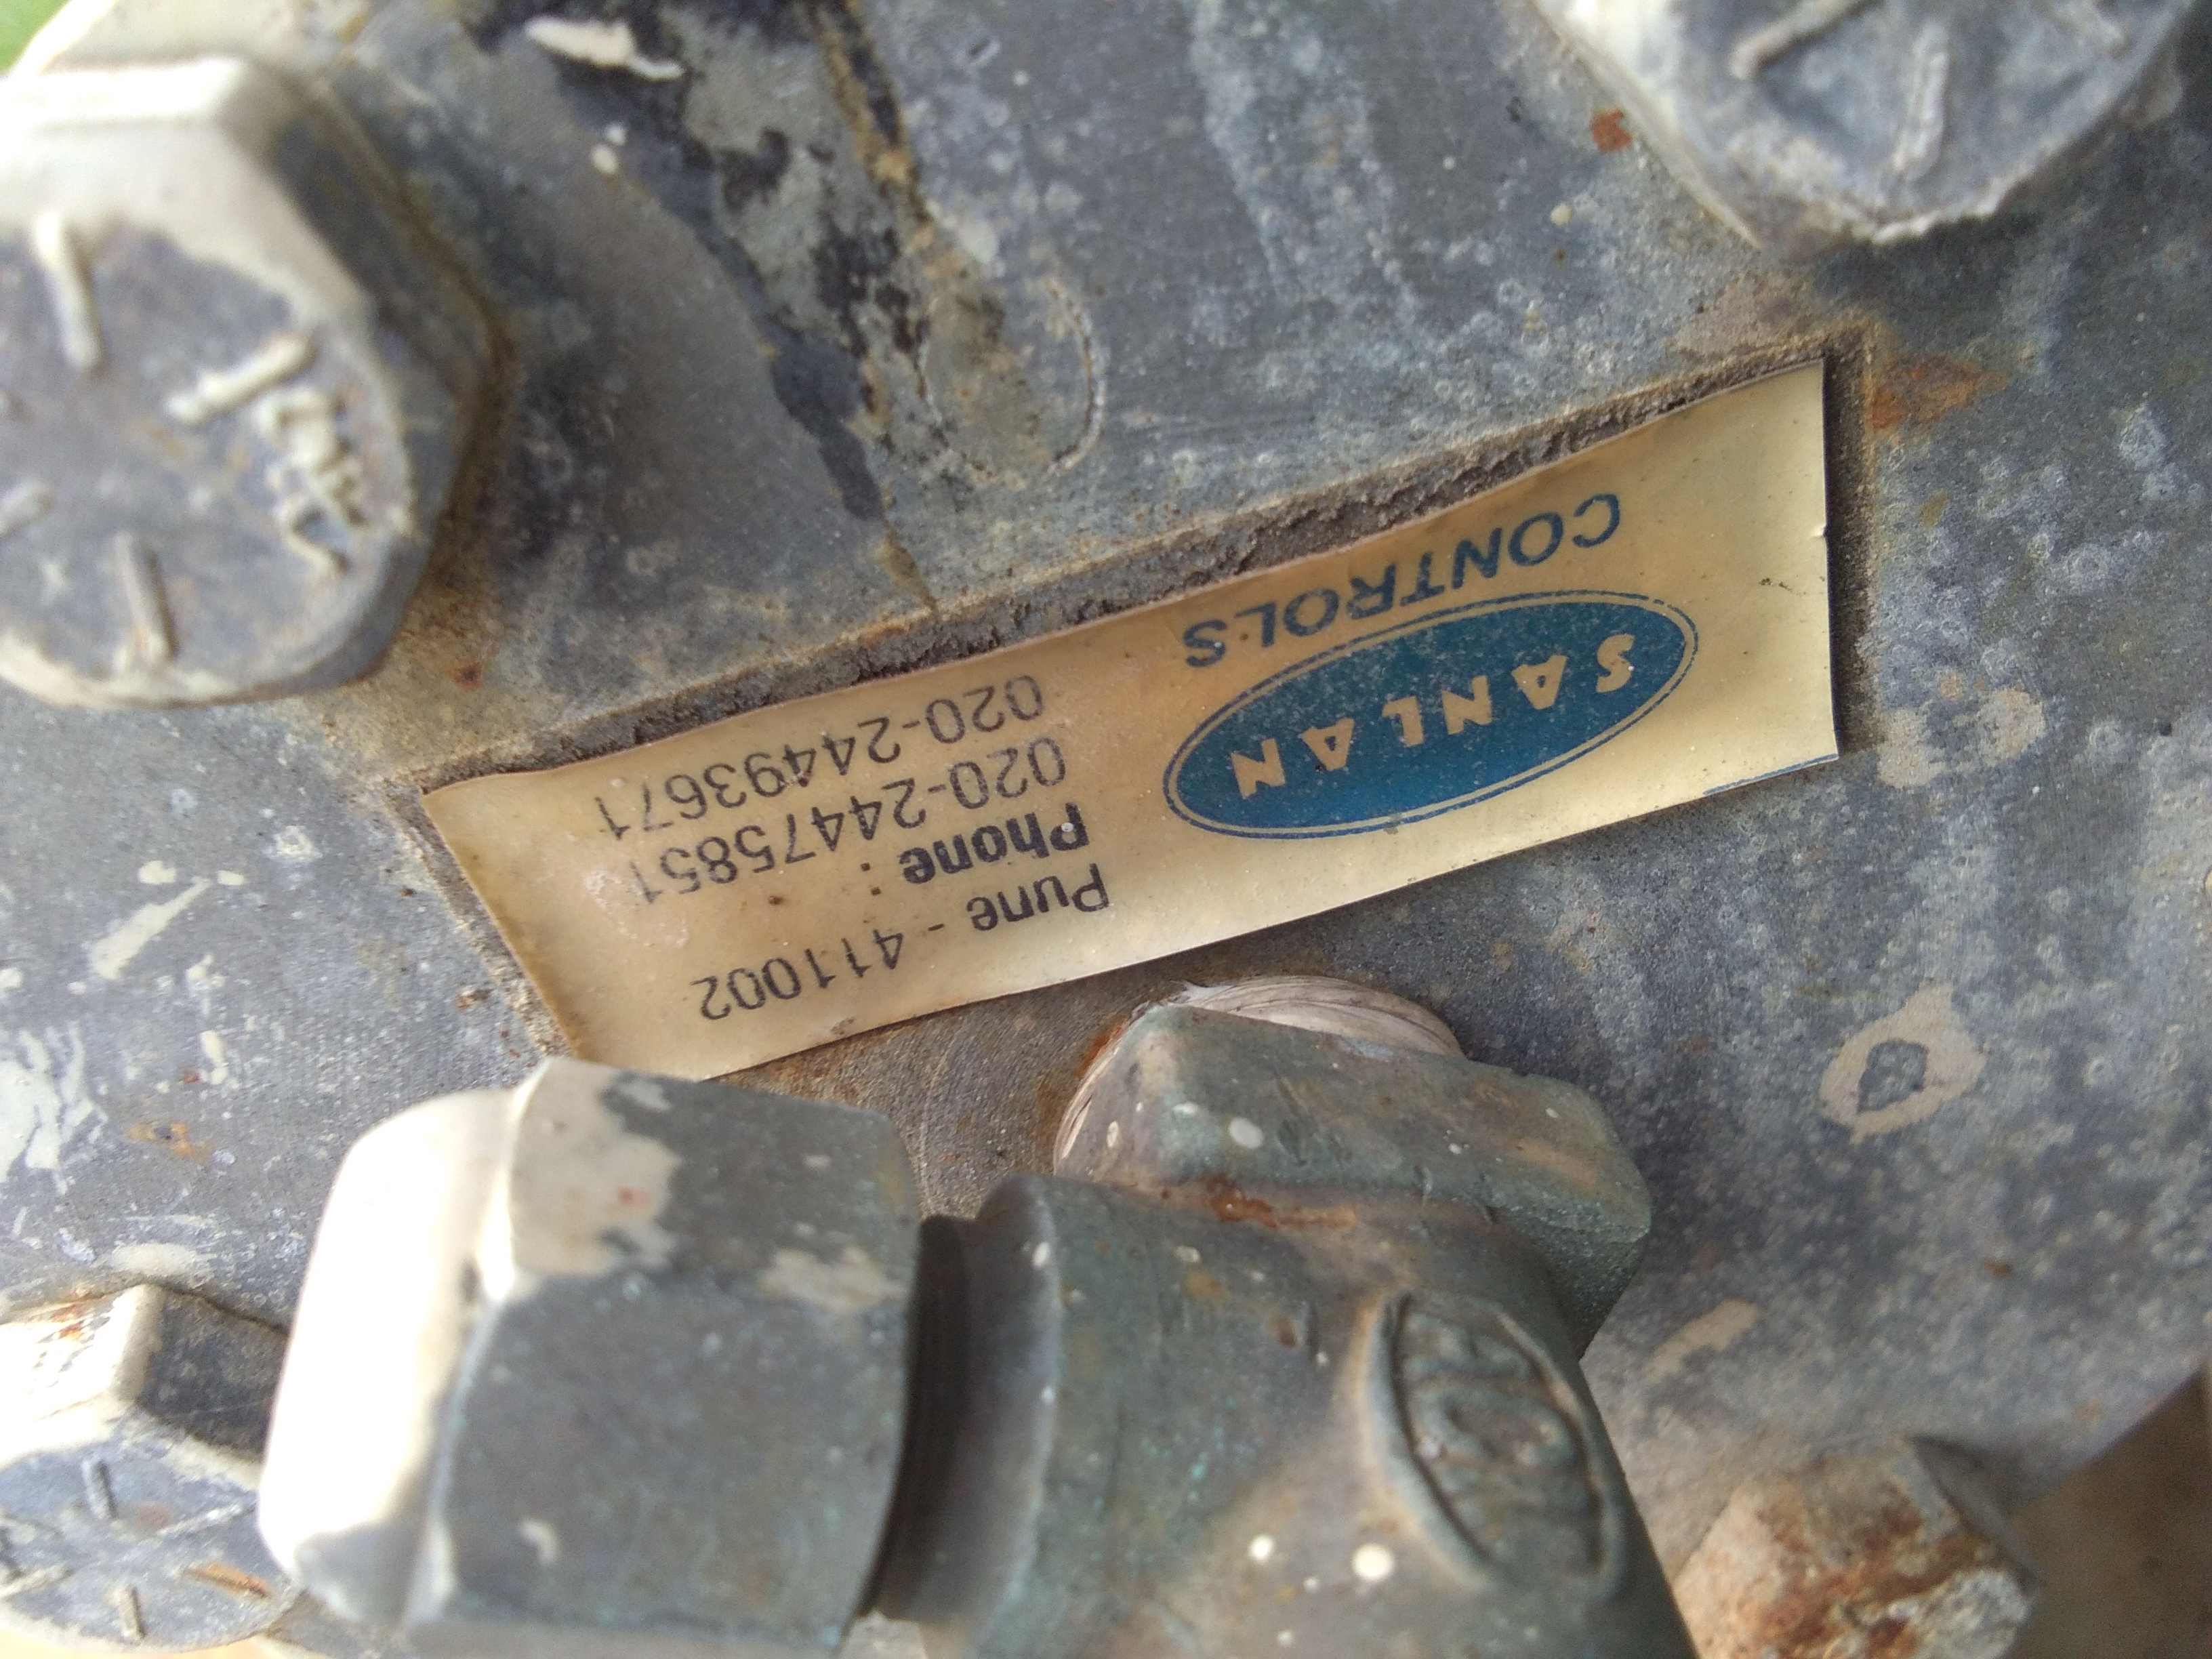 SANLAN
CONTROLS
Pune - 411002
Phone :
020-24475851
020-24493671